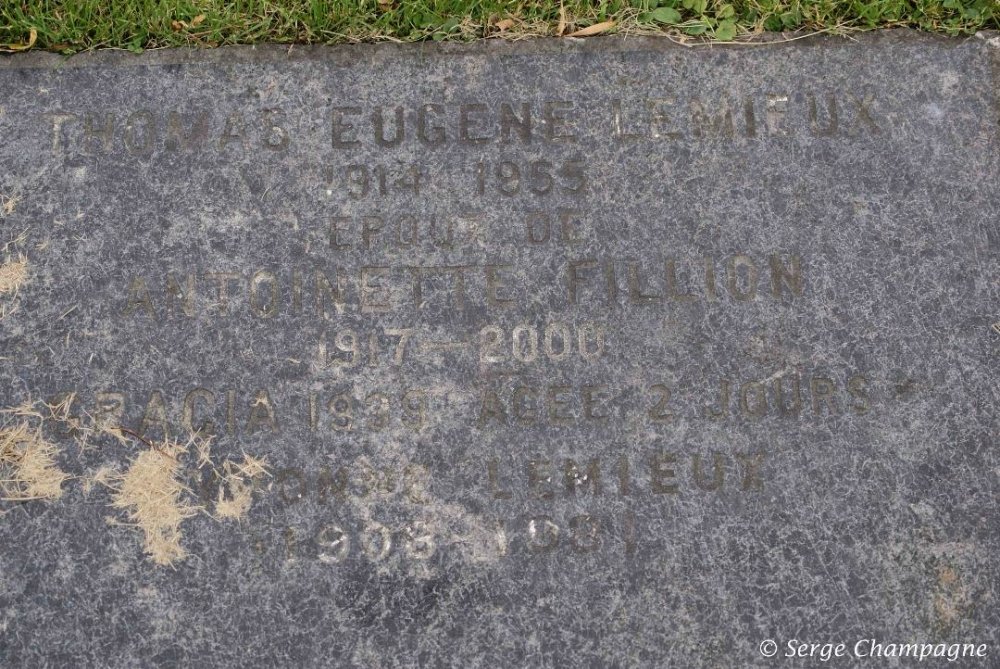 THOMAS EUGENE LEMIEUX
1914 1955
EPOUX DE
ANTOINETTE FILLION
1917—2000
GRACIA 1939 AGEE 2 JOURS
LEMIEUX
© Serge Champagne